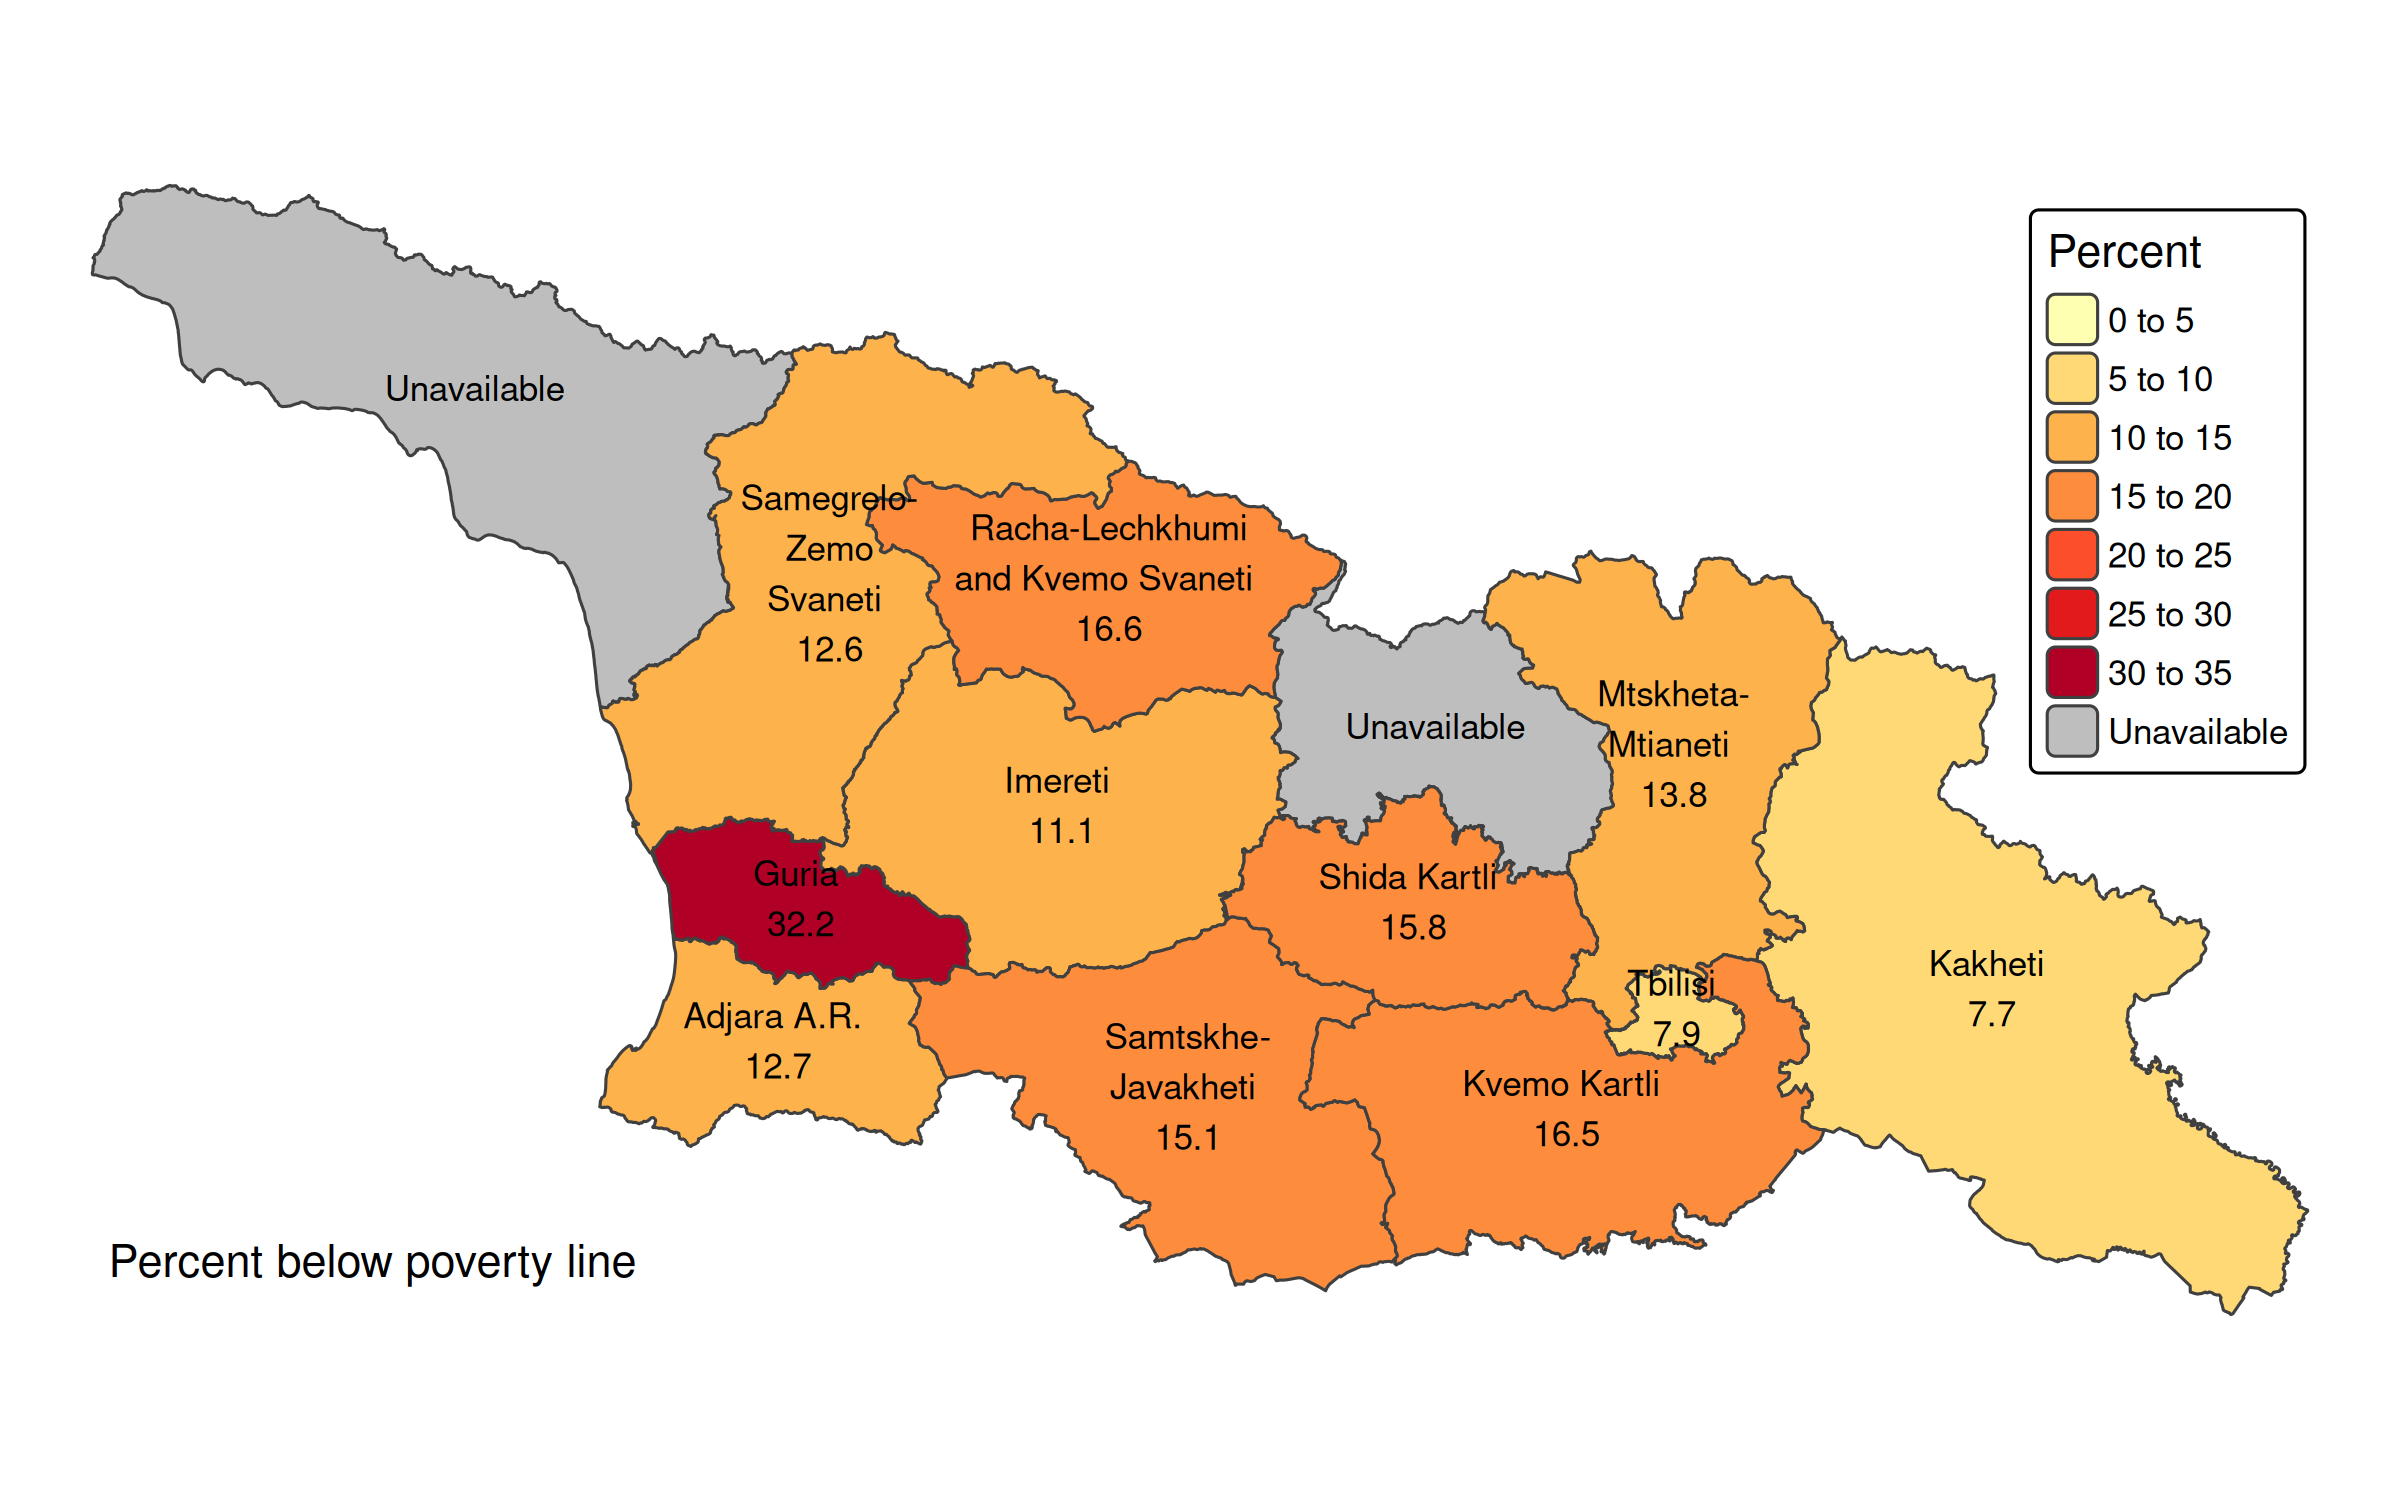 Unavailable
Samegrelo-
Zemo
Svaneti
12.6
Racha-Lechkhumi
and Kvemo Svaneti
16.6
Imereti
11.1
Unavailable
Mtskheta-
Mtianeti
13.8
Guria
32.2
Shida Kartli
15.8
Adjara A.R.
12.7
Samtskhe-
Javakheti
15.1
Kvemo Kartli
16.5
Tbilisi
7.9
Kakheti
7.7
Percent
0 to 5
5 to 10
10 to 15
15 to 20
20 to 25
25 to 30
30 to 35
Unavailable
Percent below poverty line